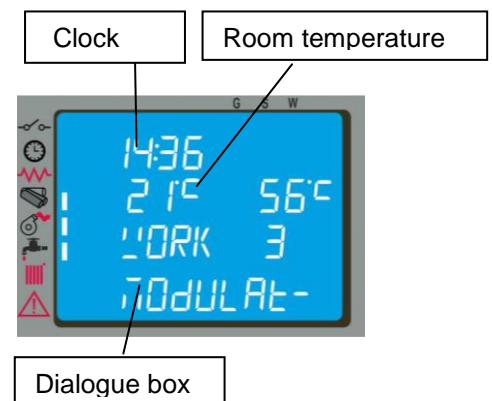 Clock
Room temperature
G S W
14:36
21°C 56°C
WORK 3
MOdULAt-
Dialogue box